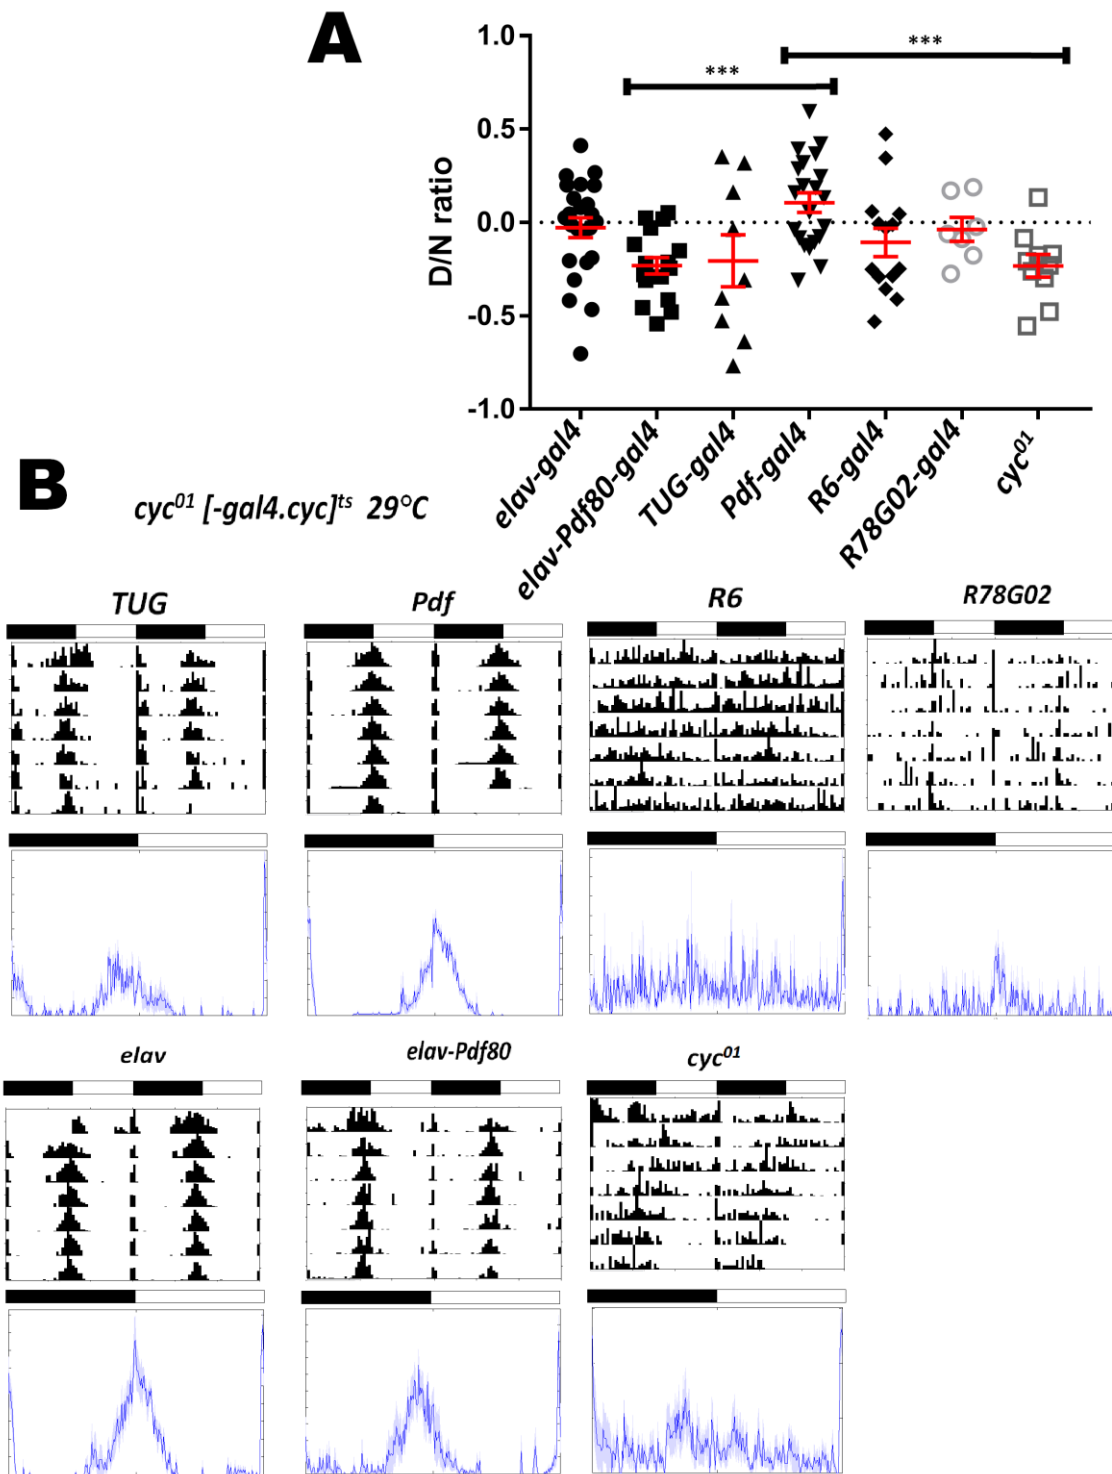 A
1.0
0.5
0.0
-0.5
-1.0
D/N ratio
***
***
elav-gal4
elav-Pdf80-gal4
TUG-gal4
Pdf-gal4
R6-gal4
R78G02-gal4
cyc⁰¹
B
cyc⁰¹ [-gal4.cyc]ᵗˢ 29°C
TUG
Pdf
R6
R78G02
elav
elav-Pdf80
cyc⁰¹